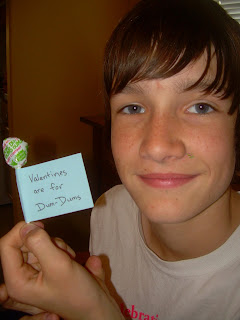 Valentines
are for
Dum-Dums